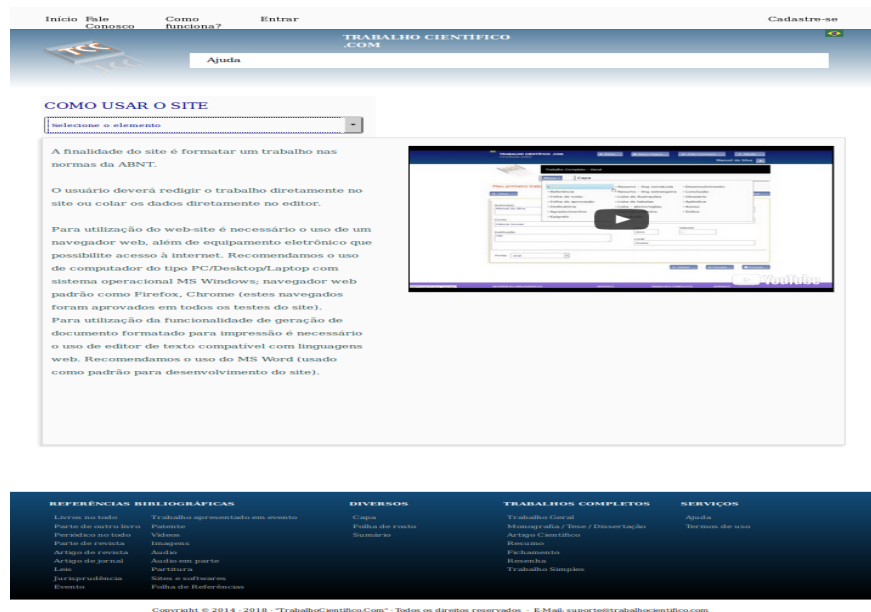 Início Fale Conosco Como funciona? Entrar Cadastre-se
TRABALHO CIENTÍFICO
.COM
TCC
Ajuda
COMO USAR O SITE
Selecione o elemento
A finalidade do site é formatar um trabalho nas
normas da ABNT.
O usuário deverá redigir o trabalho diretamente no
site ou colar os dados diretamente no editor.
Para utilização do web-site é necessário o uso de um
navegador web, além de equipamento eletrônico que
possibilite acesso à internet. Recomendamos o uso
de computador do tipo PC/Desktop/Laptop com
sistema operacional MS Windows; navegador web
padrão como Firefox, Chrome (estes navegados
foram aprovados em todos os testes do site).
Para utilização da funcionalidade de geração de
documento formatado para impressão é necessário
o uso de editor de texto compatível com linguagens
web. Recomendamos o uso do MS Word (usado
como padrão para desenvolvimento do site).
Trabalho Completo - Geral
Capa
YouTube
REFERÊNCIAS BIBLIOGRÁFICAS DIVERSOS TRABALHOS COMPLETOS SERVIÇOS
Livros no todo Trabalho apresentado em evento Capa Trabalho Geral Ajuda
Parte de outro livro Patente Folha de rosto Monografia / Tese / Dissertação Termos de uso
Periódico no todo Vídeos Sumário Artigo Científico
Parte de revista Imagens Resumo
Artigo de revista Áudio Fichamento
Artigo de jornal Áudio em parte Resenha
Leis Partitura Trabalho Simples
Jurisprudência Sites e softwares
Evento Folha de Referências
Copyright © 2014 - 2018 - "TrabalhoCientífico.Com" - Todos os direitos reservados - E-Mail: suporte@trabalhocientifico.com